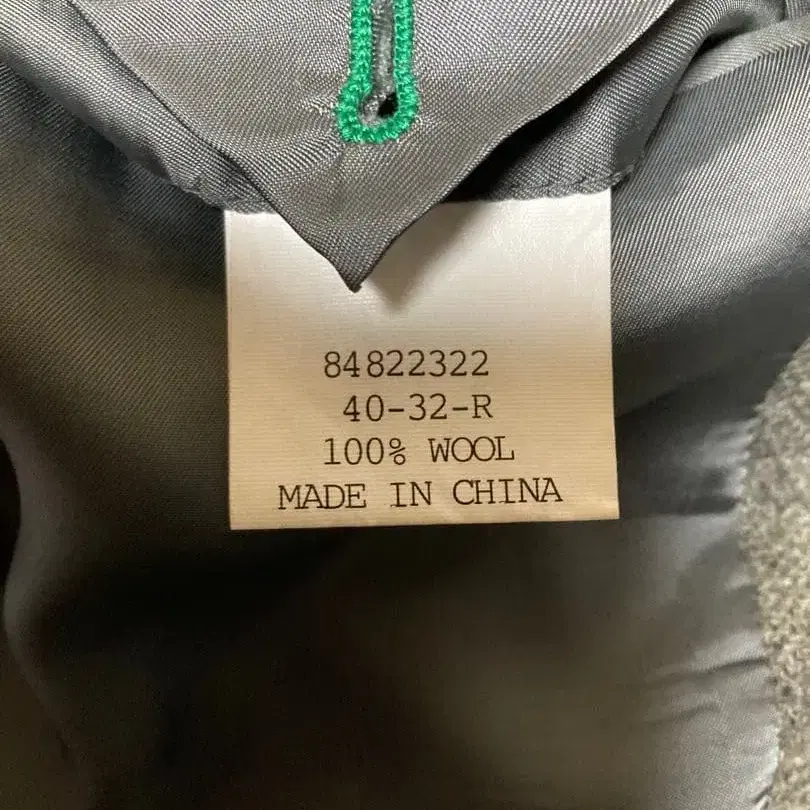 84822322
40-32-R
100% WOOL
MADE IN CHINA